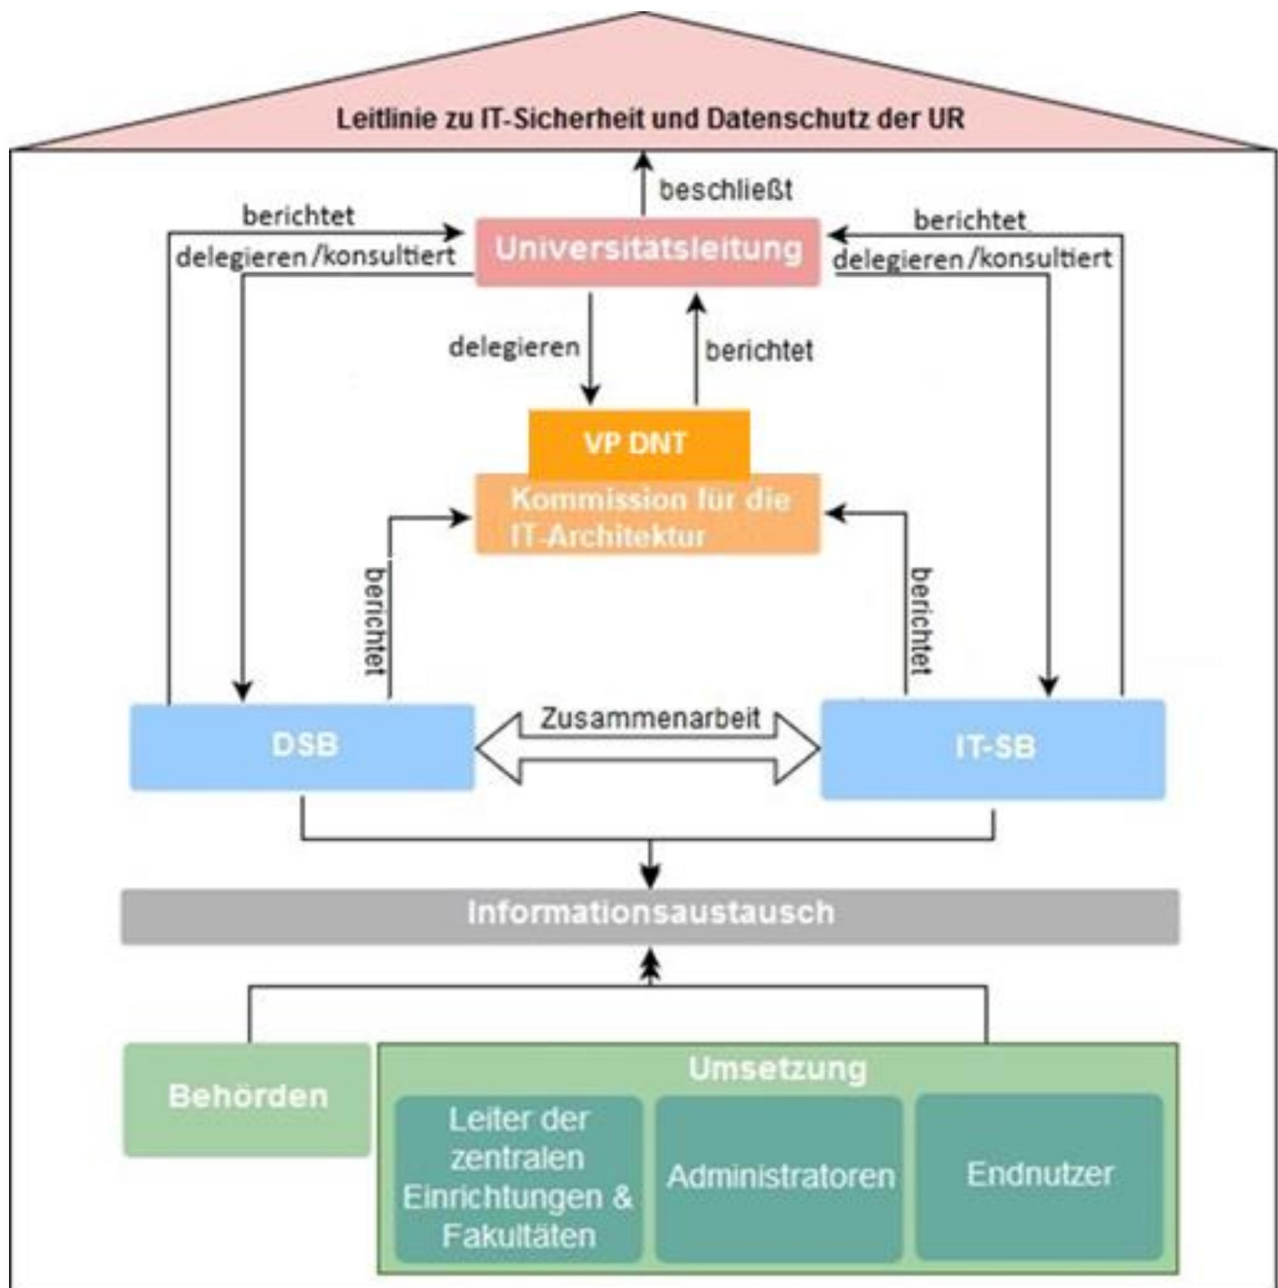 Leitlinie zu IT-Sicherheit und Datenschutz der UR
beschließt
berichtet
berichtet
Universitätsleitung
delegieren/konsultiert
delegieren/konsultiert
delegieren
berichtet
VP DNT
Kommission für die
IT-Architektur
berichtet
berichtet
Zusammenarbeit
DSB
IT-SB
Informationsaustausch
Behörden
Umsetzung
Leiter der
zentralen
Einrichtungen &
Fakultäten
Administratoren
Endnutzer